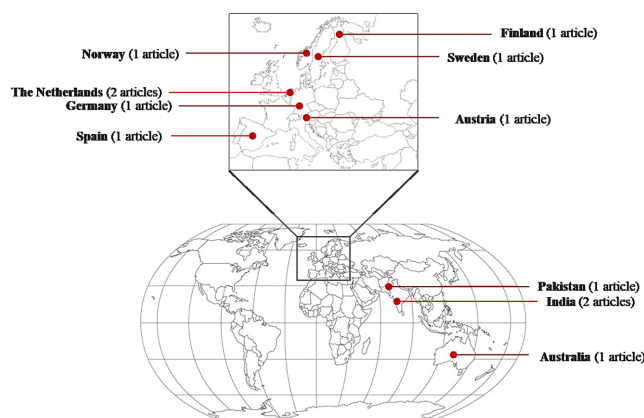 Finland (1 article)
Norway (1 article)
Sweden (1 article)
The Netherlands (2 articles)
Germany (1 article)
Austria (1 article)
Spain (1 article)
Pakistan (1 article)
India (2 articles)
Australia (1 article)